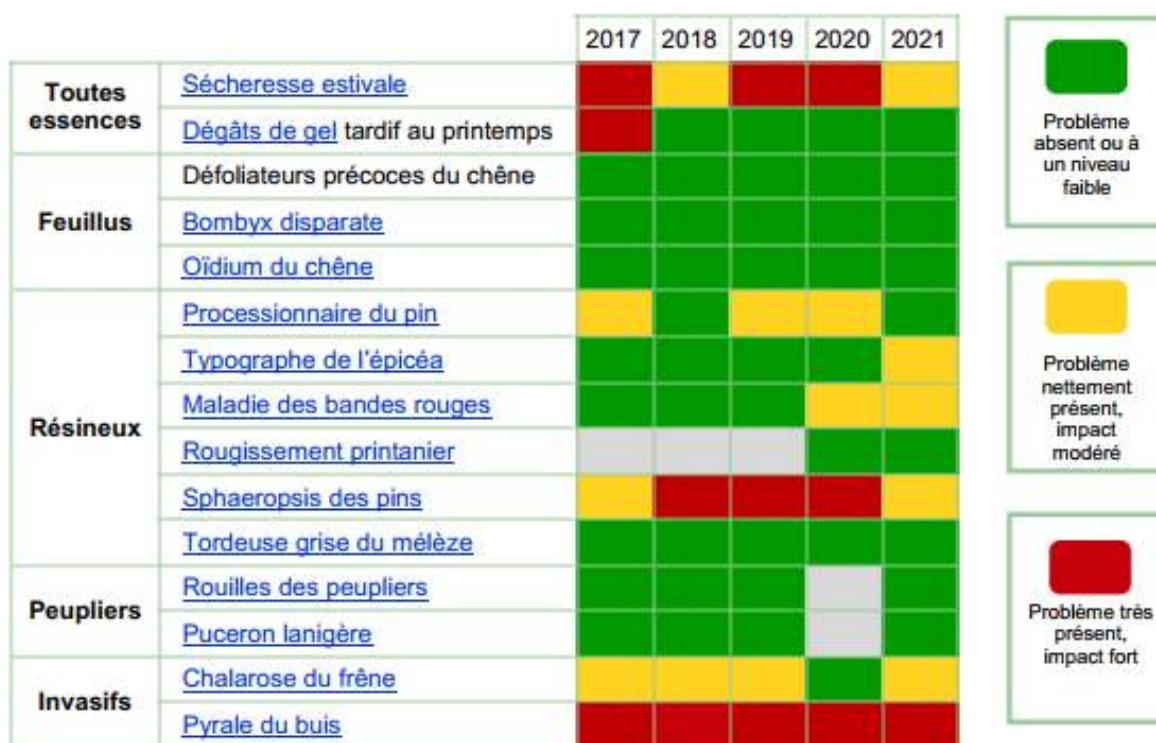 2017 2018 2019 2020 2021
Toutes
essences
Sécheresse estivale
Dégâts de gel tardif au printemps
Feuillus
Défoliateurs précoces du chêne
Bombyx disparate
Oïdium du chêne
Résineux
Processionnaire du pin
Typographe de l'épicéa
Maladie des bandes rouges
Rougissement printanier
Sphaeropsis des pins
Tordeuse grise du mélèze
Peupliers
Rouilles des peupliers
Puceron lanigère
Invasifs
Chalarose du frêne
Pyrale du buis
Problème
absent ou à
un niveau
faible
Problème
nettement
présent,
impact
modéré
Problème très
présent,
impact fort